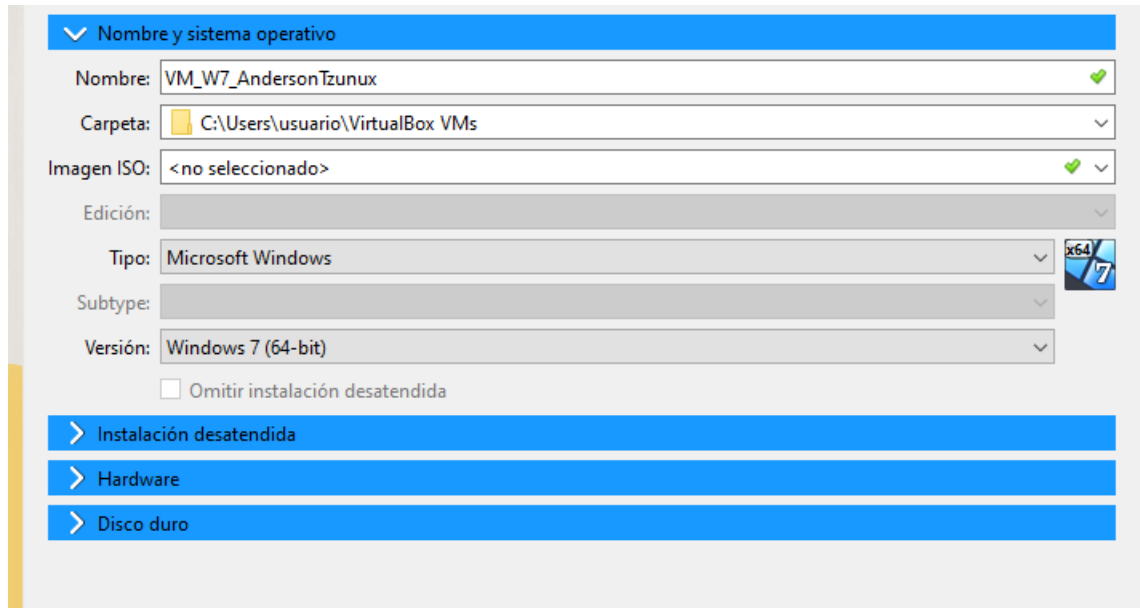 Nombre y sistema operativo
Nombre: VM_W7_AndersonTzunux
Carpeta: C:\Users\usuario\VirtualBox VMs
Imagen ISO: <no seleccionado>
Edición:
Tipo: Microsoft Windows
x64
7
Subtype:
Versión: Windows 7 (64-bit)
Omitir instalación desatendida
Instalación desatendida
Hardware
Disco duro